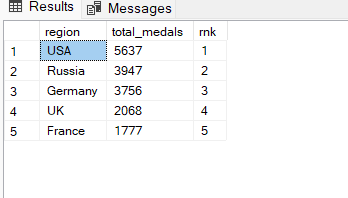 Results Messages
region total_medals rnk
1 USA 5637 1
2 Russia 3947 2
3 Germany 3756 3
4 UK 2068 4
5 France 1777 5